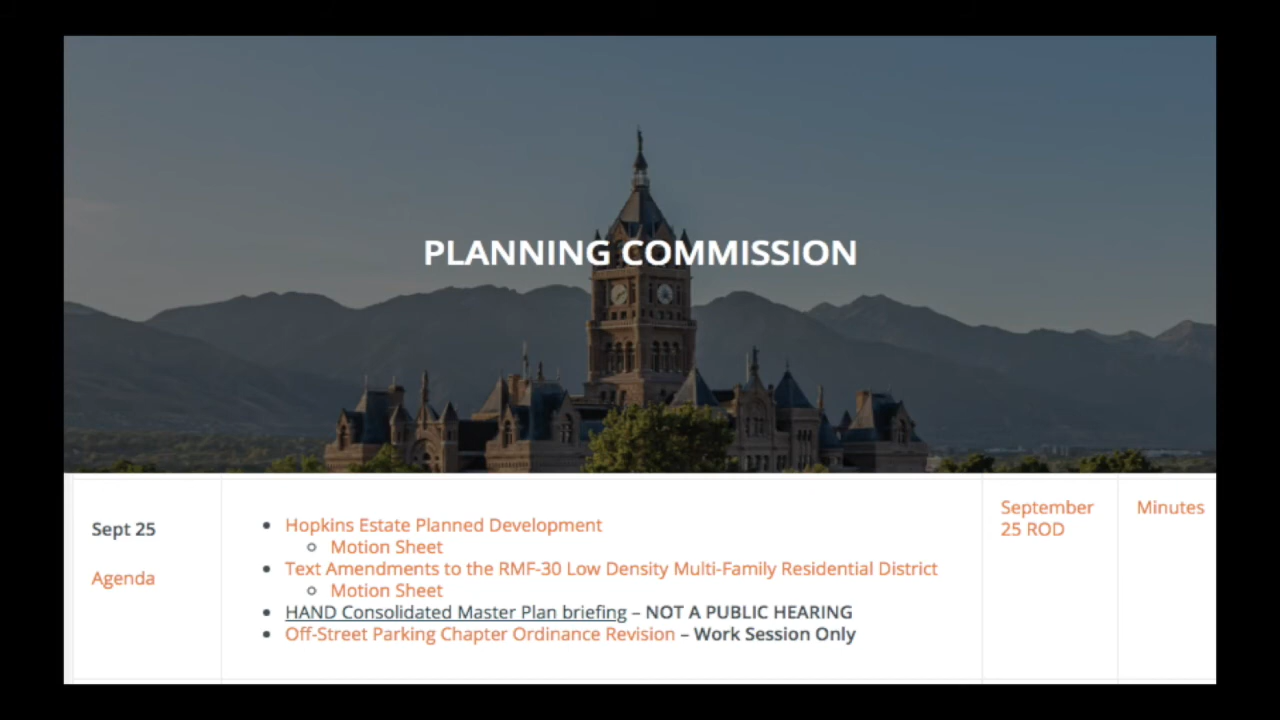 PLANNING COMMISSION
Sept 25
Agenda
Hopkins Estate Planned Development
Motion Sheet
Text Amendments to the RMF-30 Low Density Multi-Family Residential District
Motion Sheet
HAND Consolidated Master Plan briefing – NOT A PUBLIC HEARING
Off-Street Parking Chapter Ordinance Revision – Work Session Only
September
25 ROD
Minutes